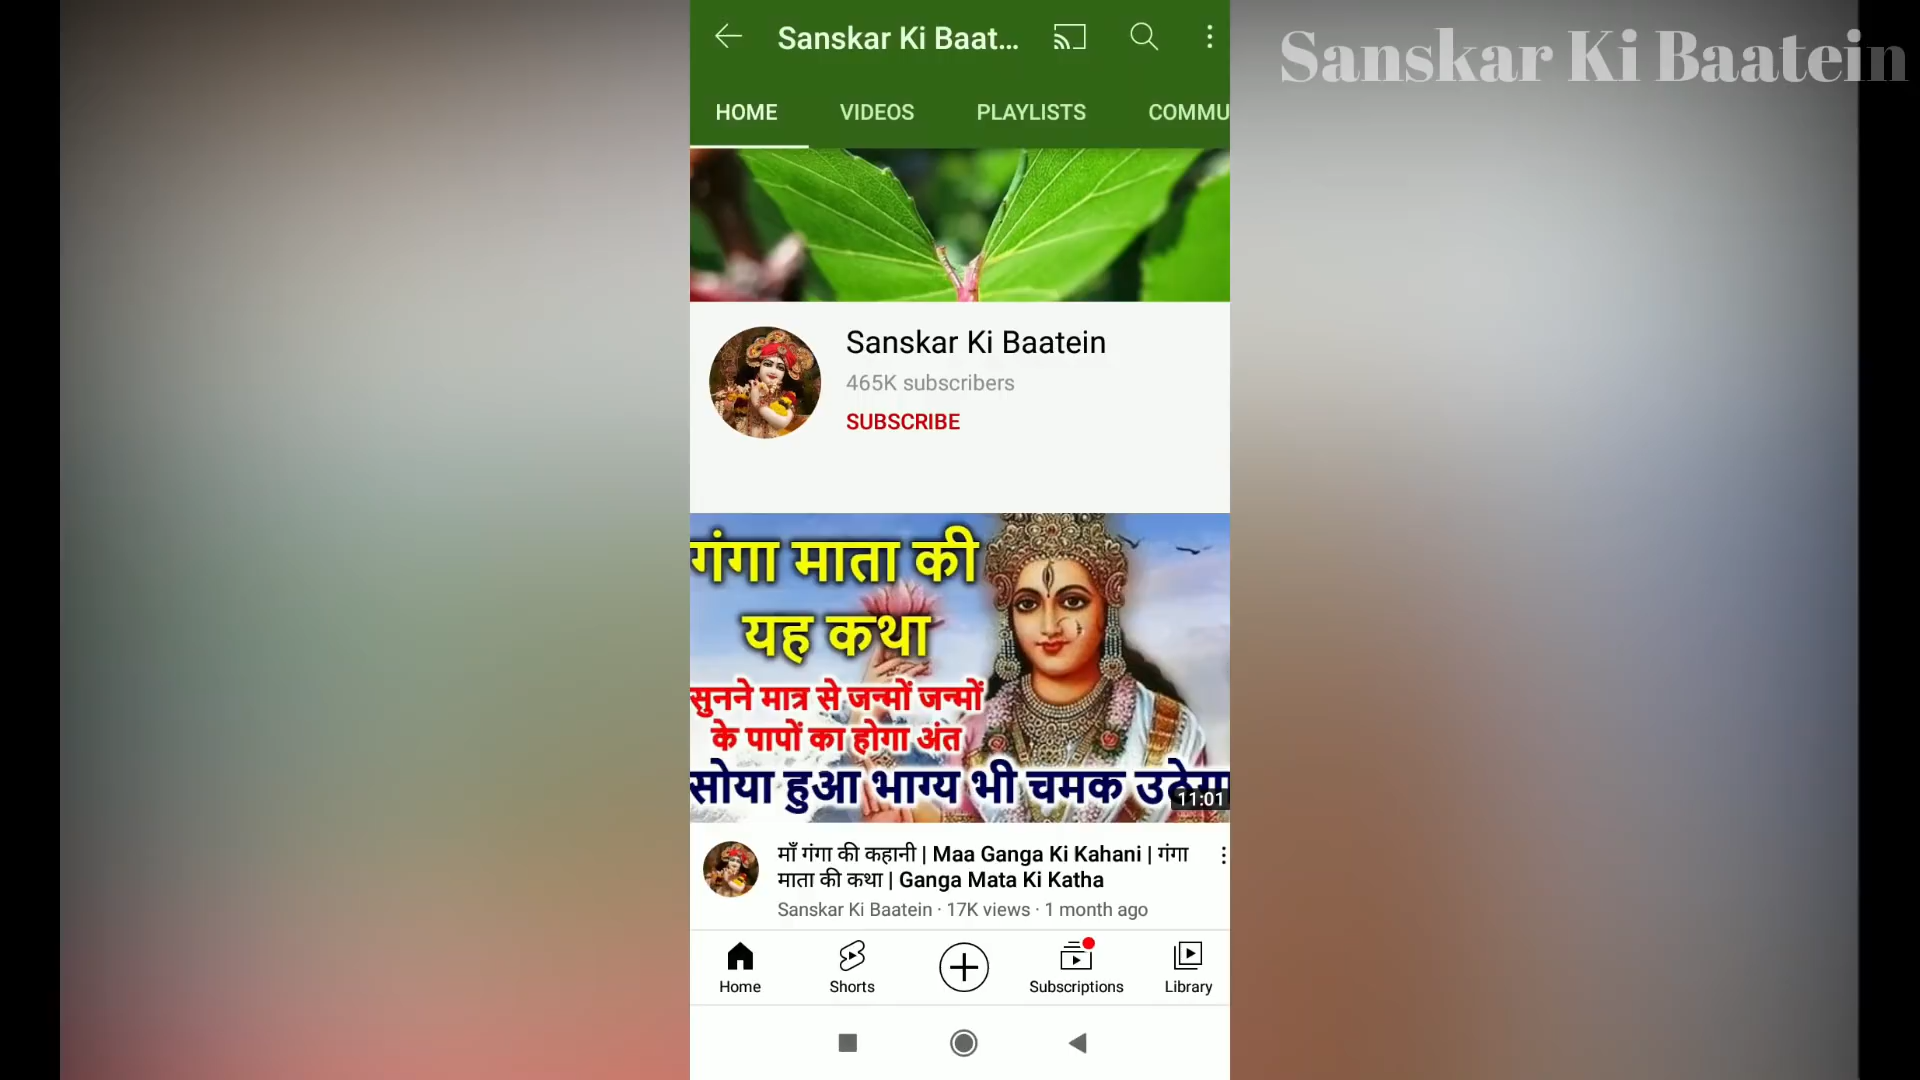 Sanskar Ki Baat...
Sanskar Ki Baatein
HOME VIDEOS PLAYLISTS COMMU
Sanskar Ki Baatein
465K subscribers
SUBSCRIBE
गंगा माता की
यह कथा
सुनने मात्र से जन्मों जन्मों
के पापों का होगा अंत
सोया हुआ भाग्य भी चमक उठेगा
11:01
माँ गंगा की कहानी | Maa Ganga Ki Kahani | गंगा
माता की कथा | Ganga Mata Ki Katha
Sanskar Ki Baatein · 17K views · 1 month ago
Home Shorts Subscriptions Library